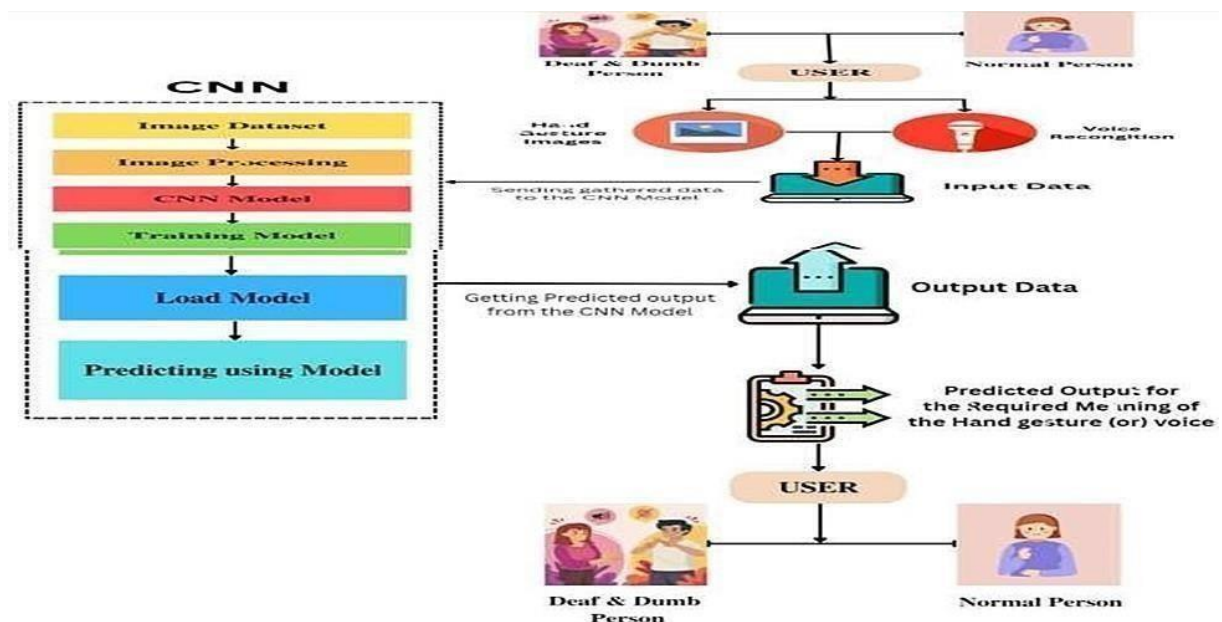 Deaf & Dumb
Person
USER
Normal Person
CNN
Image Dataset
Image Processing
CNN Model
Training Model
Load Model
Predicting using Model
Hand
Gusture
Images
Voice
Recongition
Input Data
Sending gathered data
to the CNN Model
Output Data
Getting Predicted output
from the CNN Model
Predicted Output for
the Required Meaning of
the Hand gesture (or) voice
USER
Deaf & Dumb
Person
Normal Person